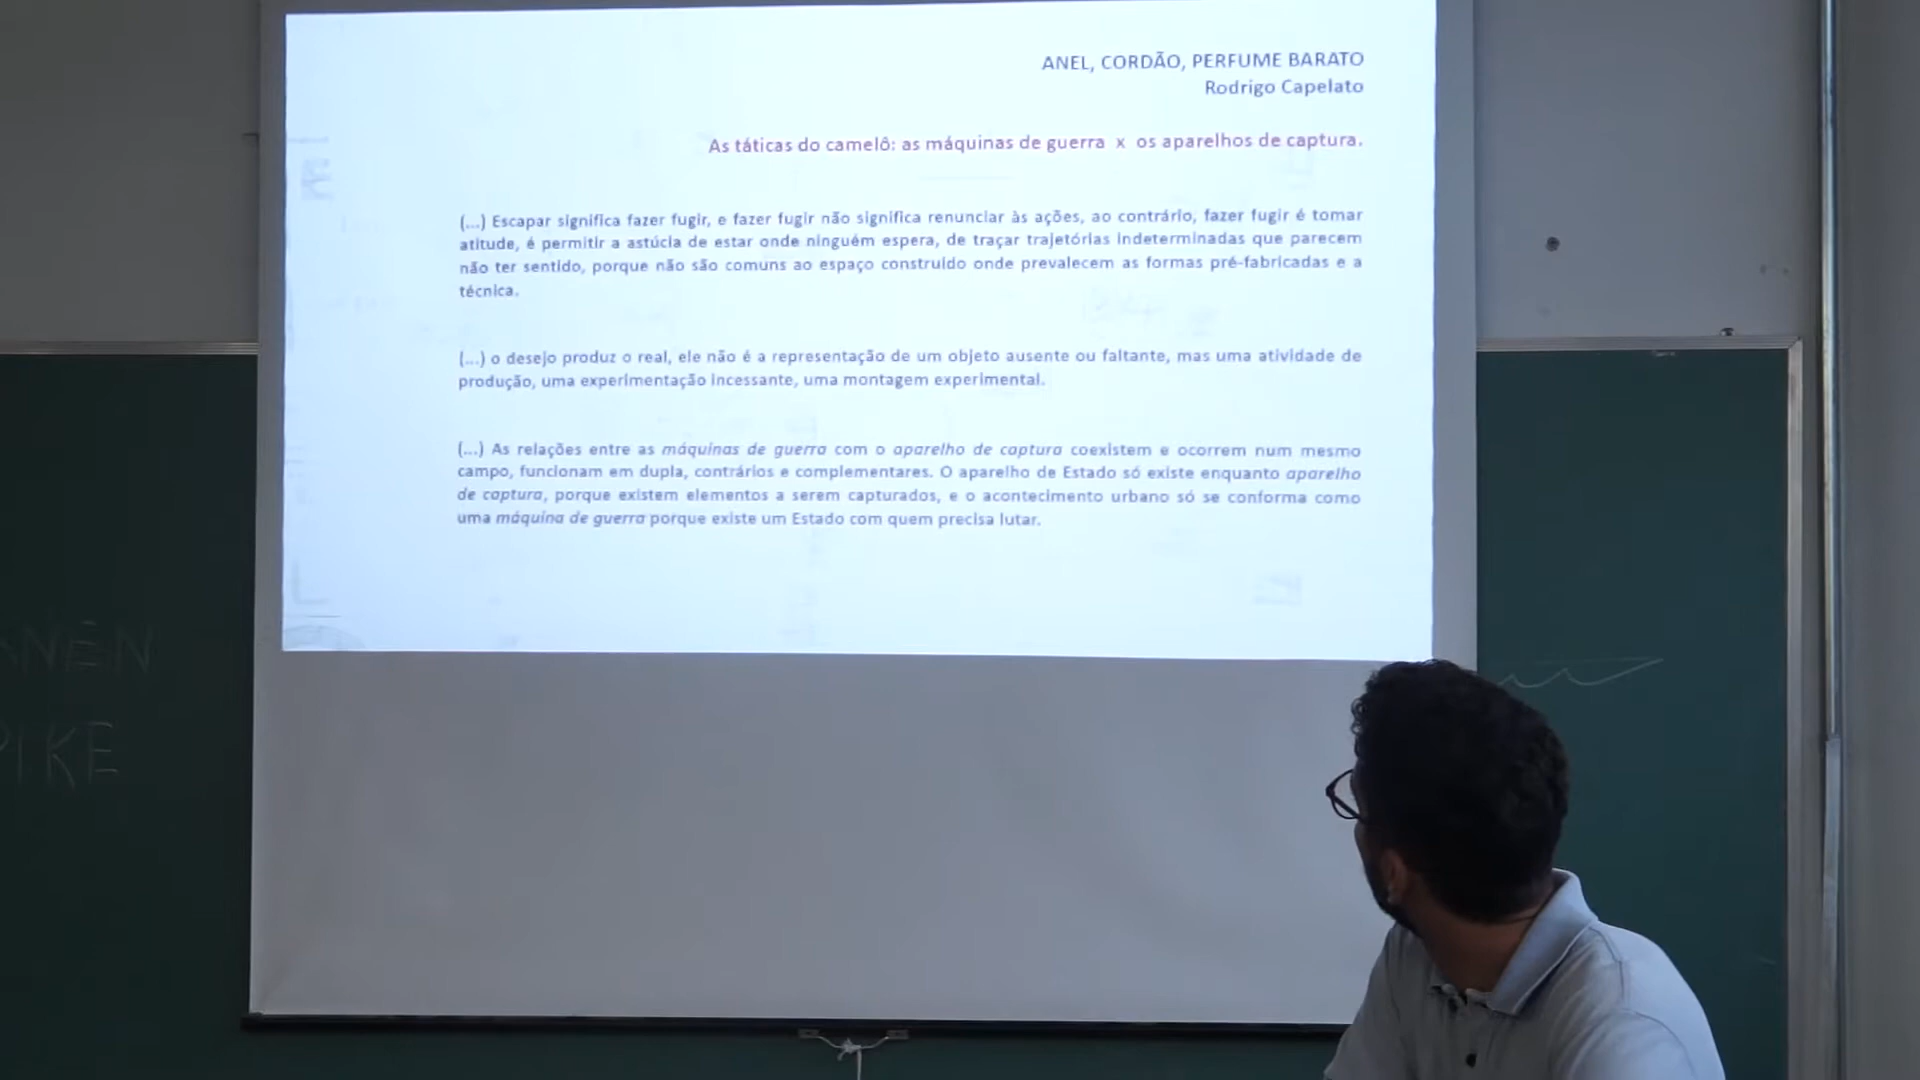 ANEL, CORDÃO, PERFUME BARATO
Rodrigo Capelato
As táticas do camelô: as máquinas de guerra x os aparelhos de captura.
(...) Escapar significa fazer fugir, e fazer fugir não significa renunciar às ações, ao contrário, fazer fugir é tomar
atitude, é permitir a astúcia de estar onde ninguém espera, de traçar trajetórias indeterminadas que parecem
não ter sentido, porque não são comuns ao espaço construido onde prevalecem as formas pré-fabricadas e a
técnica.
(...) o desejo produz o real, ele não é a representação de um objeto ausente ou faltante, mas uma atividade de
produção, uma experimentação incessante, uma montagem experimental.
(...) As relações entre as máquinas de guerra com o aparelho de captura coexistem e ocorrem num mesmo
campo, funcionam em dupla, contrários e complementares. O aparelho de Estado só existe enquanto aparelho
de captura, porque existem elementos a serem capturados, e o acontecimento urbano só se conforma como
uma máquina de guerra porque existe um Estado com quem precisa lutar.